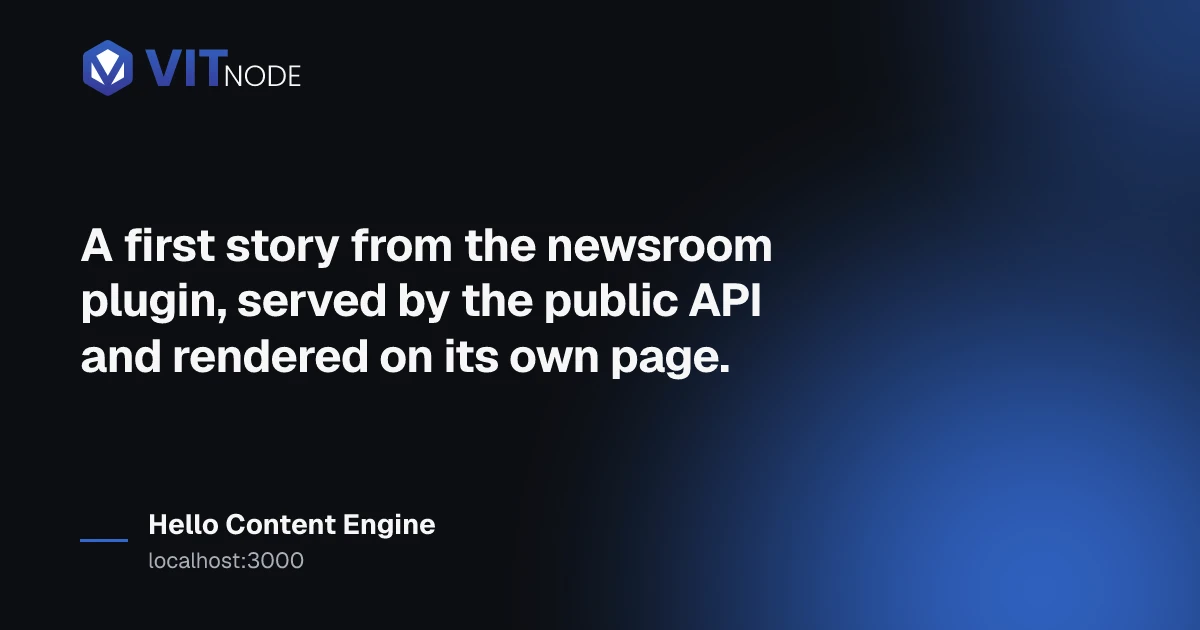 VITNODE
A first story from the newsroom
plugin, served by the public API
and rendered on its own page.
Hello Content Engine
localhost:3000